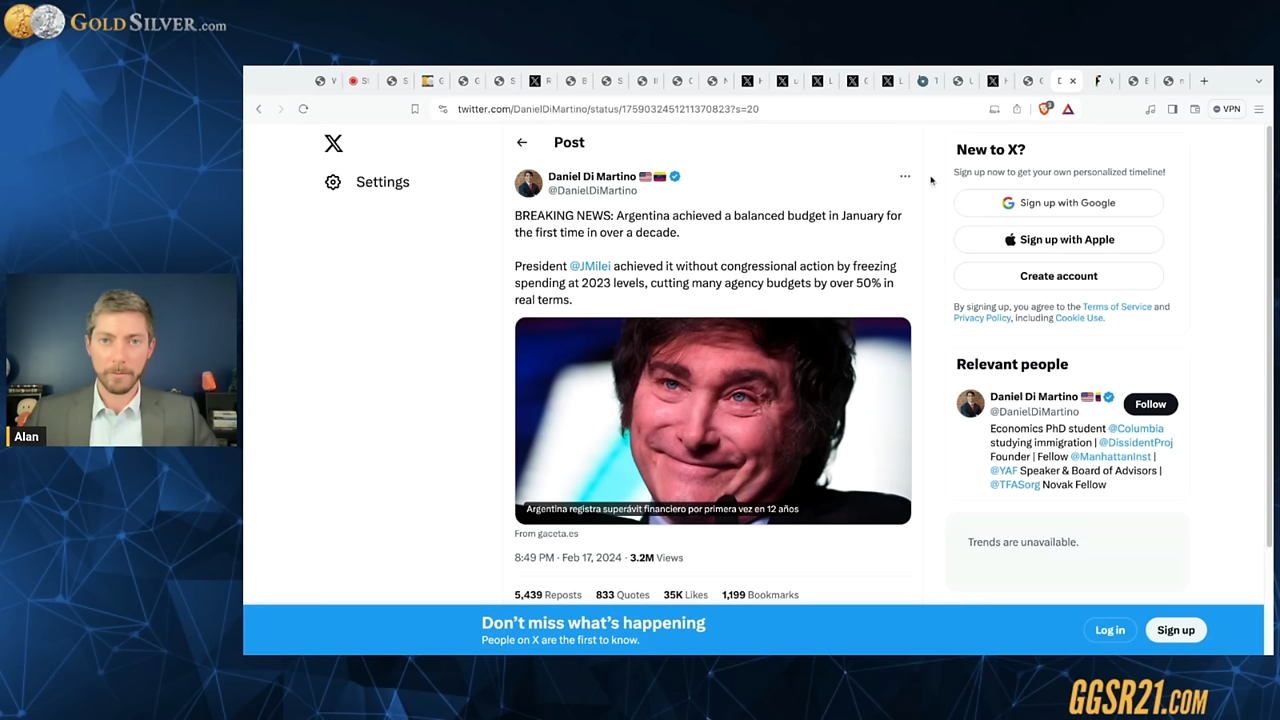 GOLDSILVER.com
twitter.com/DanielDiMartino/status/1759032451211370823?s=20
VPN
Post
Settings
Daniel Di Martino
@DanielDiMartino
BREAKING NEWS: Argentina achieved a balanced budget in January for
the first time in over a decade.
President @JMilei achieved it without congressional action by freezing
spending at 2023 levels, cutting many agency budgets by over 50% in
real terms.
Argentina registra superávit financiero por primera vez en 12 años
From gaceta.es
8:49 PM · Feb 17, 2024 · 3.2M Views
5,439 Reposts 833 Quotes 35K Likes 1,199 Bookmarks
New to X?
Sign up now to get your own personalized timeline!
Sign up with Google
Sign up with Apple
Create account
By signing up, you agree to the Terms of Service and
Privacy Policy, including Cookie Use.
Relevant people
Daniel Di Martino
@DanielDiMartino
Follow
Economics PhD student @Columbia
studying immigration | @DissidentProj
Founder | Fellow @ManhattanInst |
@YAF Speaker & Board of Advisors |
@TFASorg Novak Fellow
Trends are unavailable.
Don't miss what's happening
People on X are the first to know.
Log in
Sign up
Alan
GGSR21.COM